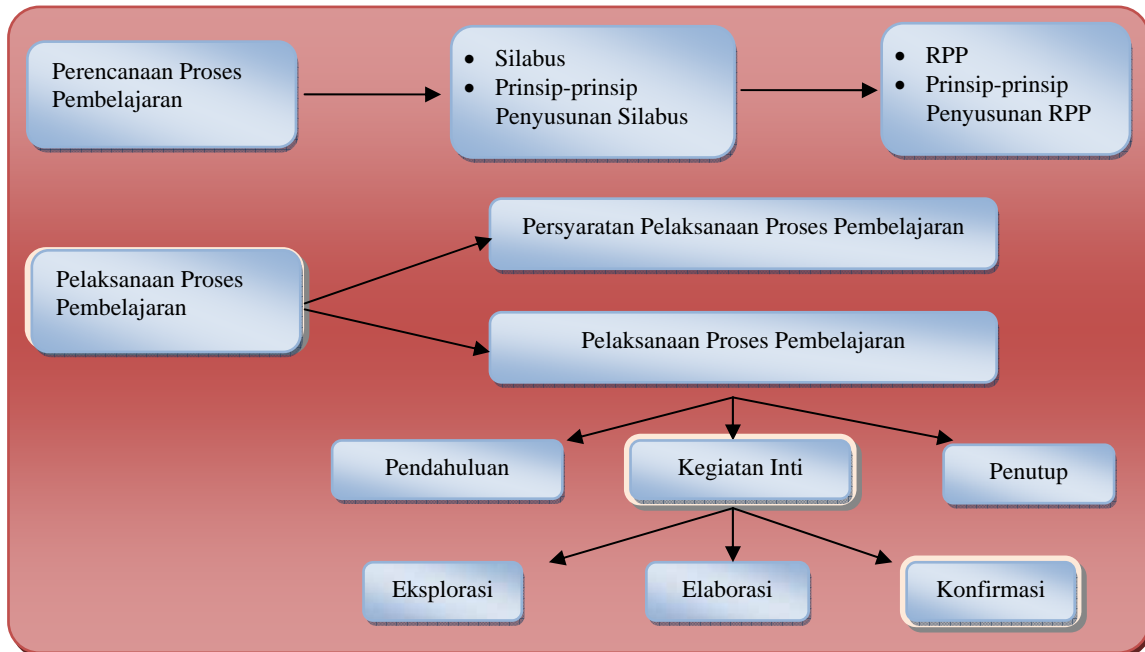 Perencanaan Proses
Pembelajaran
• Silabus
• Prinsip-prinsip
Penyusunan Silabus
• RPP
• Prinsip-prinsip
Penyusunan RPP
Persyaratan Pelaksanaan Proses Pembelajaran
Pelaksanaan Proses
Pembelajaran
Pelaksanaan Proses Pembelajaran
Pendahuluan
Kegiatan Inti
Penutup
Eksplorasi
Elaborasi
Konfirmasi